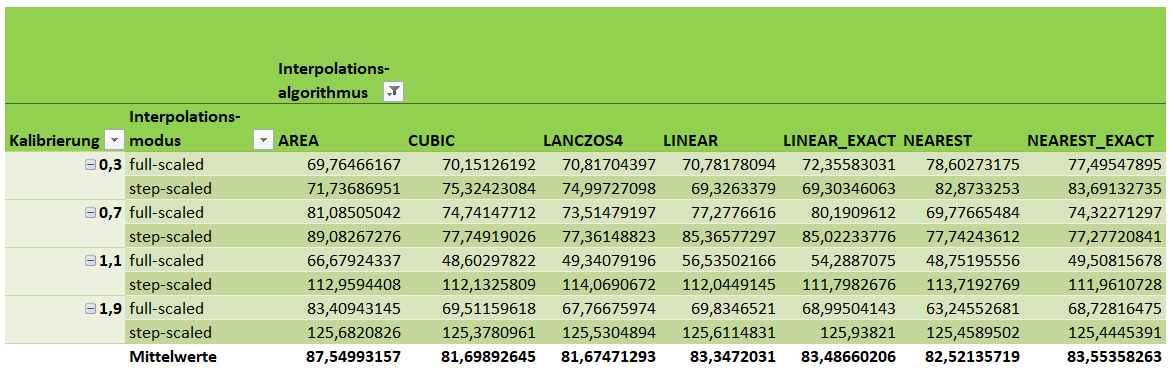 Interpolations-
algorithmus
Interpolations-
Kalibrierung modus AREA CUBIC LANCZOS4 LINEAR LINEAR_EXACT NEAREST NEAREST_EXACT
0,3 full-scaled 69,76466167 70,15126192 70,81704397 70,78178094 72,35583031 78,60273175 77,49547895
step-scaled 71,73686951 75,32423084 74,99727098 69,3263379 69,30346063 82,8733253 83,69132735
0,7 full-scaled 81,08505042 74,74147712 73,51479197 77,2776616 80,1909612 69,77665484 74,32271297
step-scaled 89,08267276 77,74919026 77,36148823 85,36577297 85,02233776 77,74243612 77,27720841
1,1 full-scaled 66,67924337 48,60297822 49,34079196 56,53502166 54,2887075 48,75195556 49,50815678
step-scaled 112,9594408 112,1325809 114,0690672 112,0449145 111,7982676 113,7192769 111,9610728
1,9 full-scaled 83,40943145 69,51159618 67,76675974 69,8346521 68,99504143 63,24552681 68,72816475
step-scaled 125,6820826 125,3780961 125,5304894 125,6114831 125,93821 125,4589502 125,4445391
Mittelwerte 87,54993157 81,69892645 81,67471293 83,3472031 83,48660206 82,52135719 83,55358263